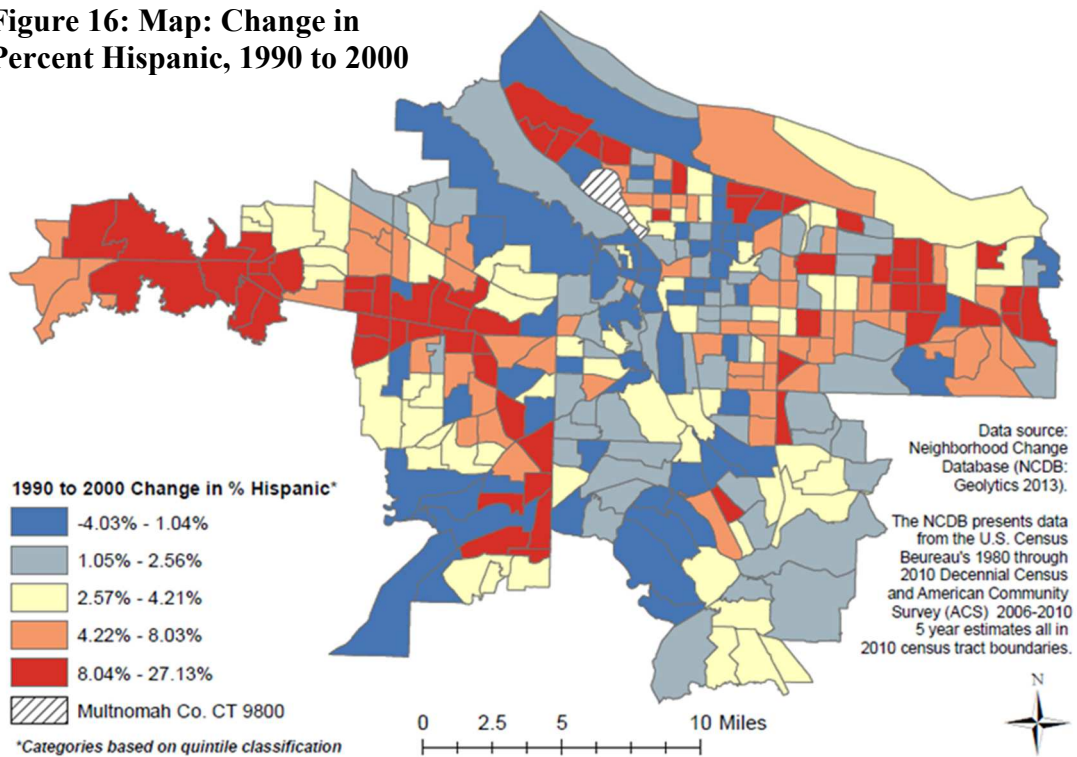 Figure 16: Map: Change in
Percent Hispanic, 1990 to 2000
Data source:
Neighborhood Change
Database (NCDB:
Geolytics 2013).
The NCDB presents data
from the U.S. Census
Beureau's 1980 through
2010 Decennial Census
and American Community
Survey (ACS) 2006-2010
5 year estimates all in
2010 census tract boundaries.
1990 to 2000 Change in % Hispanic*
-4.03% - 1.04%
1.05% - 2.56%
2.57% - 4.21%
4.22% - 8.03%
8.04% - 27.13%
Multnomah Co. CT 9800
*Categories based on quintile classification
0 2.5 5 10 Miles
N